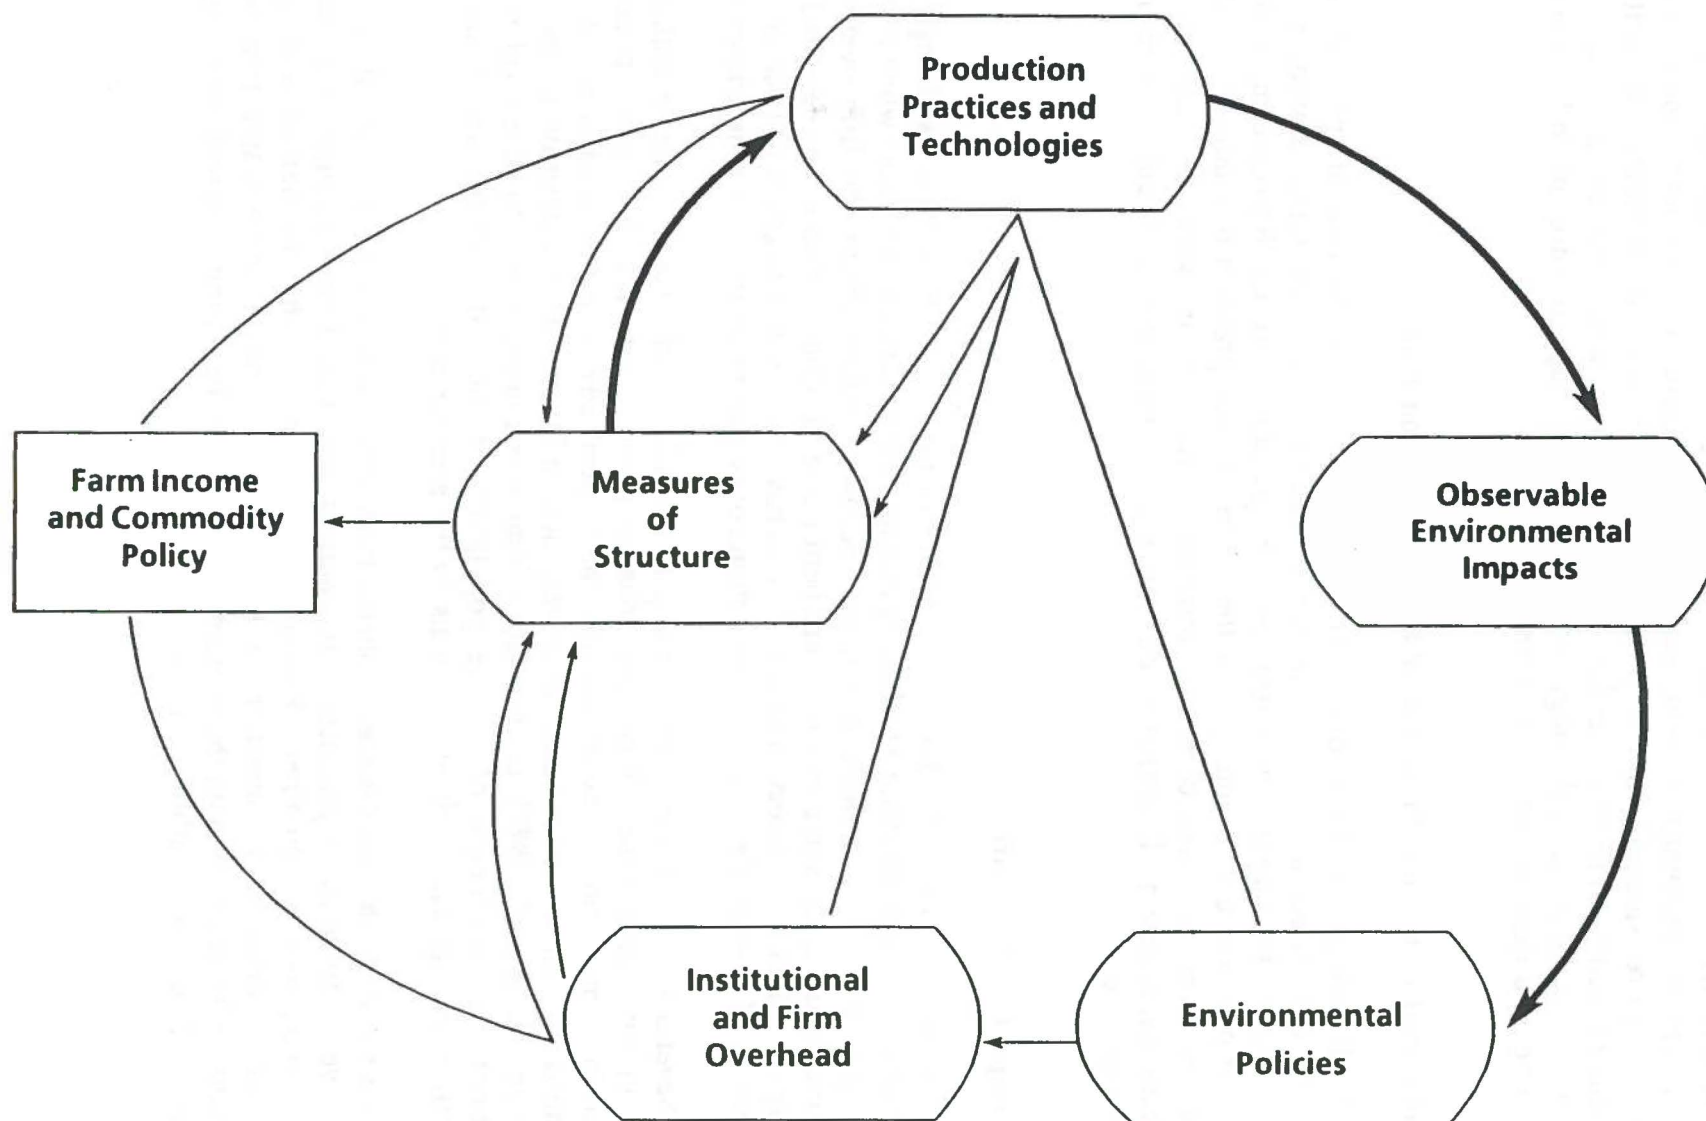 Production
Practices and
Technologies
Farm Income
and Commodity
Policy
Measures
of
Structure
Observable
Environmental
Impacts
Institutional
and Firm
Overhead
Environmental
Policies